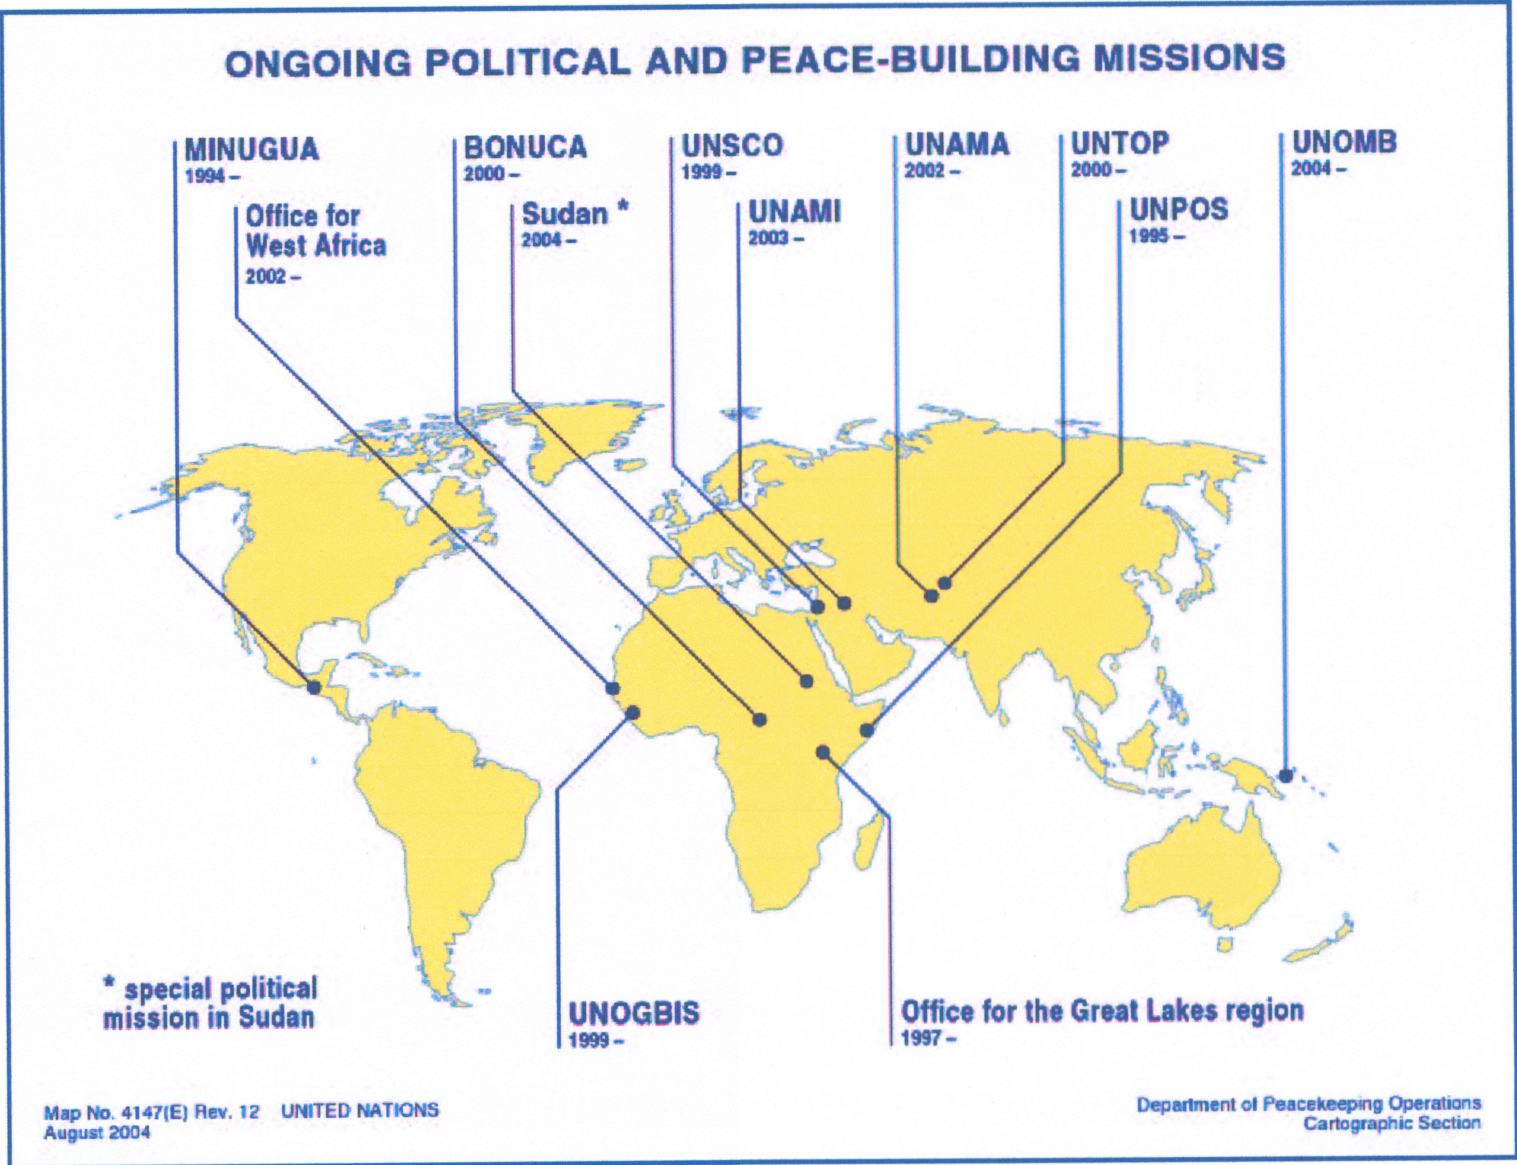 ONGOING POLITICAL AND PEACE-BUILDING MISSIONS
MINUGUA
1994 –
Office for
West Africa
2002 –
BONUCA
2000 –
Sudan *
2004 –
UNSCO
1999 –
UNAMI
2003 –
UNAMA
2002 –
UNTOP
2000 –
UNPOS
1995 –
UNOMB
2004 –
* special political
mission in Sudan
UNOGBIS
1999 –
Office for the Great Lakes region
1997 –
Map No. 4147(E) Rev. 12 UNITED NATIONS
August 2004
Department of Peacekeeping Operations
Cartographic Section